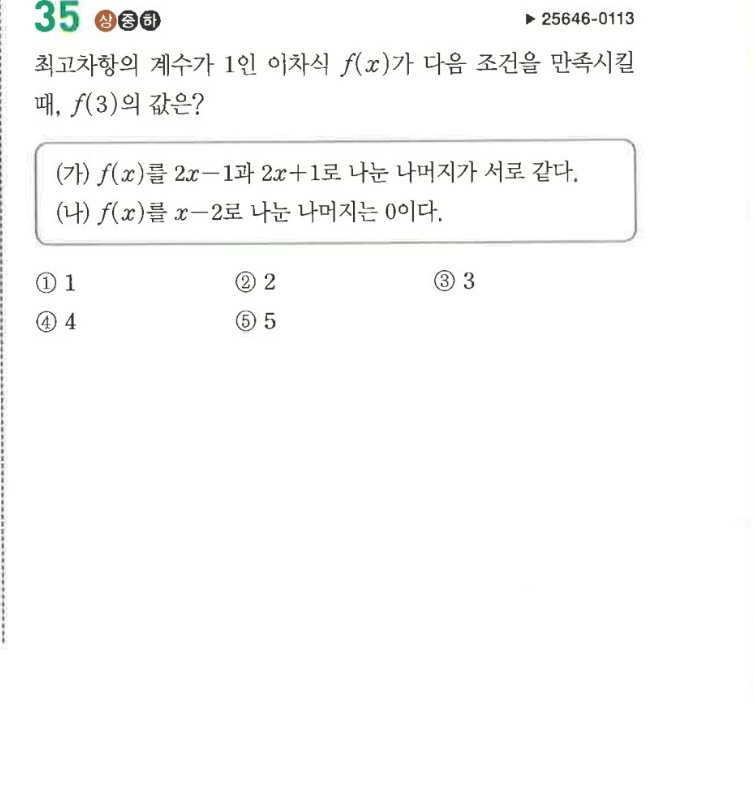 35 상중하 ▶ 25646-0113
최고차항의 계수가 1인 이차식 f(x)가 다음 조건을 만족시킬
때, f(3)의 값은?
(가) f(x)를 2x-1과 2x+1로 나눈 나머지가 서로 같다.
(나) f(x)를 x-2로 나눈 나머지는 0이다.
① 1 ② 2 ③ 3
④ 4 ⑤ 5